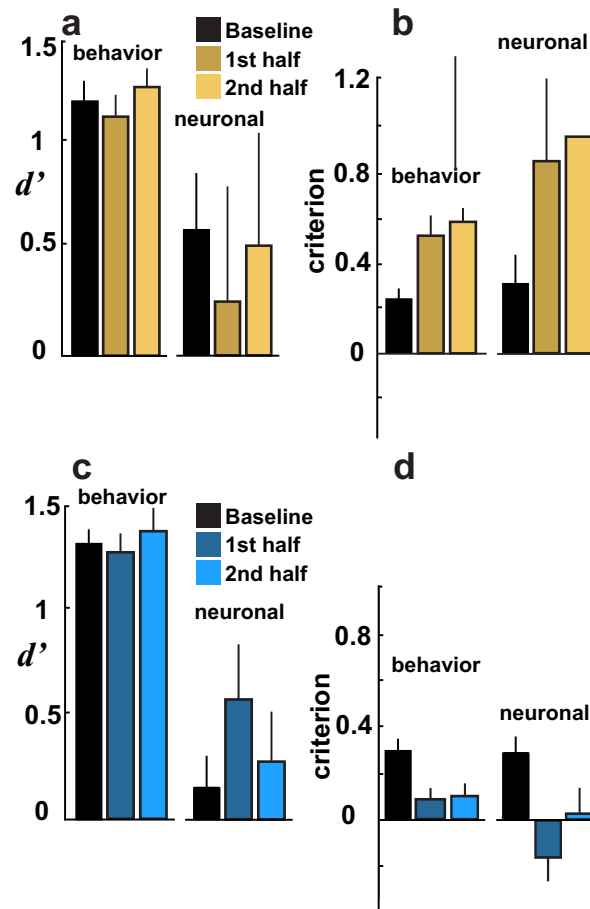 a
1.5
1
0.5
0
d'
behavior
neuronal
Baseline
1st half
2nd half
b
neuronal
behavior
1.2
0.8
0.4
0
criterion
c
1.5
1
0.5
0
d'
behavior
neuronal
Baseline
1st half
2nd half
d
0.8
0.4
0
criterion
behavior
neuronal